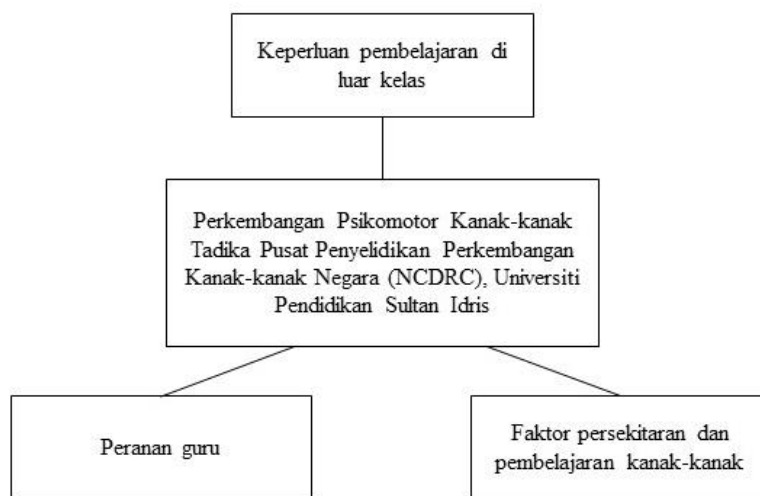 Keperluan pembelajaran di
luar kelas
Perkembangan Psikomotor Kanak-kanak
Tadika Pusat Penyelidikan Perkembangan
Kanak-kanak Negara (NCDRC), Universiti
Pendidikan Sultan Idris
Peranan guru
Faktor persekitaran dan
pembelajaran kanak-kanak